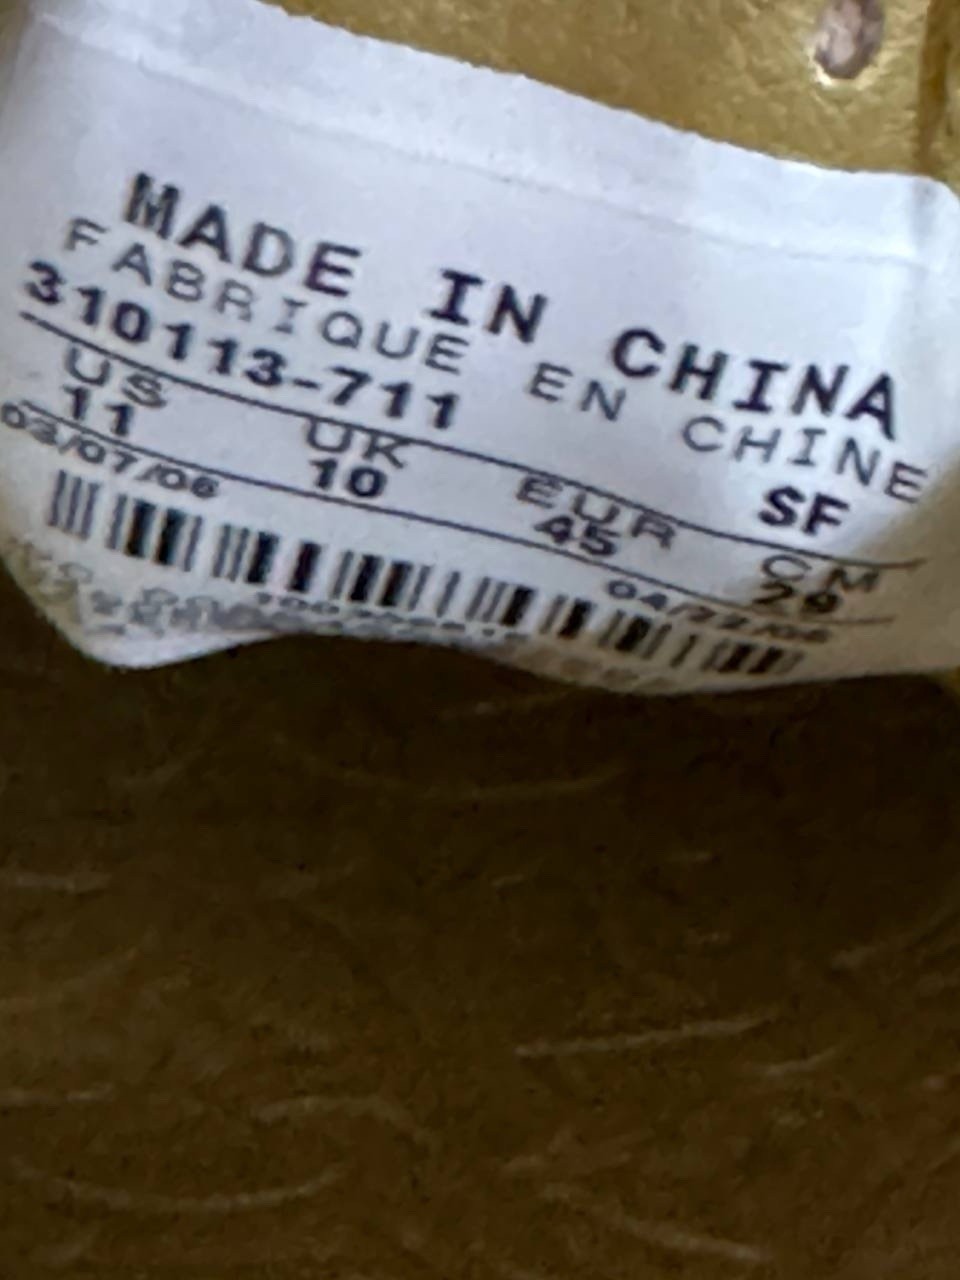 MADE IN CHINA
FABRIQUE EN CHINE
310113-711 SF
US UK EUR CM
11 10 45 29
03/07/06 04/22/06